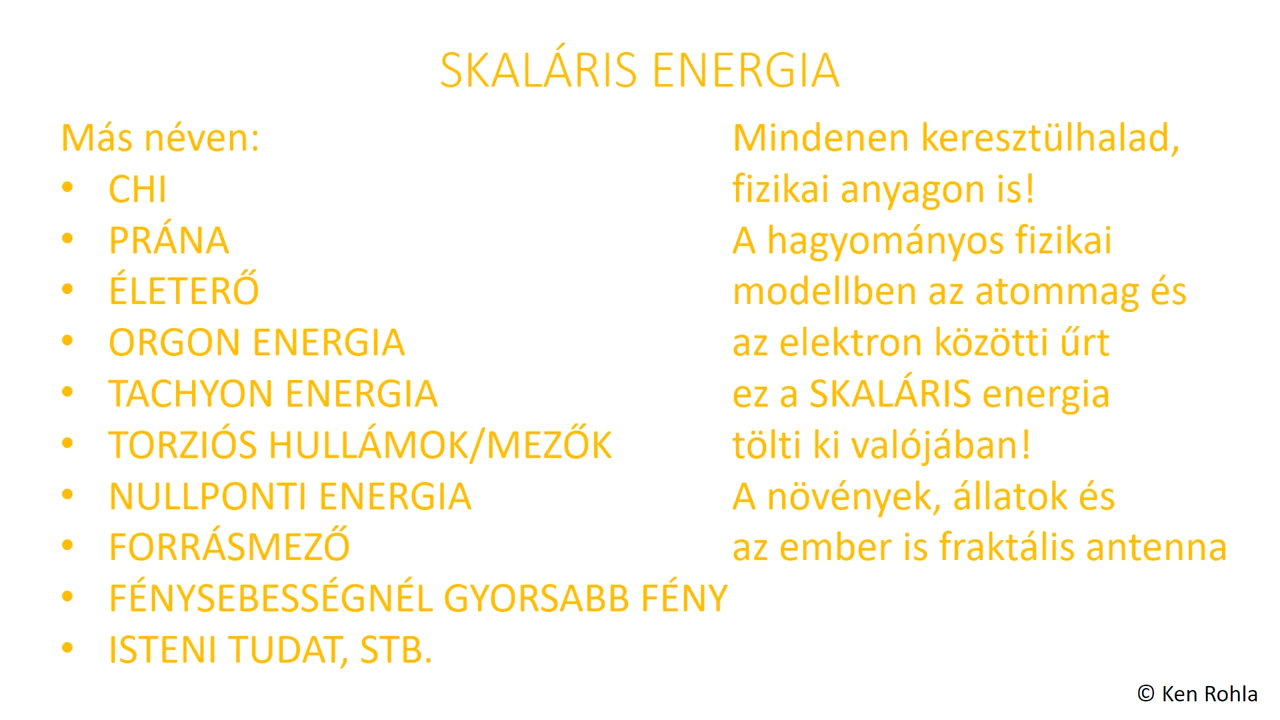 SKALÁRIS ENERGIA
Más néven:
• CHI
• PRÁNA
• ÉLETERŐ
• ORGON ENERGIA
• TACHYON ENERGIA
• TORZIÓS HULLÁMOK/MEZŐK
• NULLPONTI ENERGIA
• FORRÁSMEZŐ
• FÉNYSEBESSÉGNÉL GYORSABB FÉNY
• ISTENI TUDAT, STB.
Mindenen keresztülhalad,
fizikai anyagon is!
A hagyományos fizikai
modellben az atommag és
az elektron közötti űrt
ez a SKALÁRIS energia
tölti ki valójában!
A növények, állatok és
az ember is fraktális antenna
© Ken Rohla